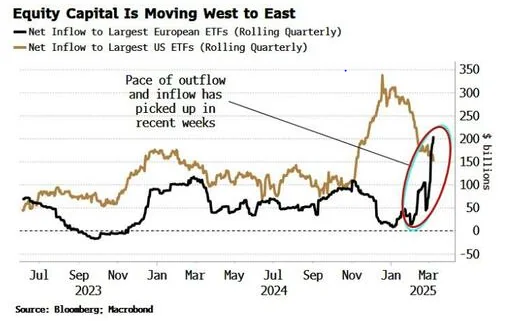 Equity Capital Is Moving West to East
Net Inflow to Largest European ETFs (Rolling Quarterly)
Net Inflow to Largest US ETFs (Rolling Quarterly)
Pace of outflow
and inflow has
picked up in
recent weeks
350
300
250
200
150
100
50
0
-50
$ billions
Jul Sep Nov Jan Mar May Jul Sep Nov Jan Mar
2023 2024 2025
Source: Bloomberg; Macrobond